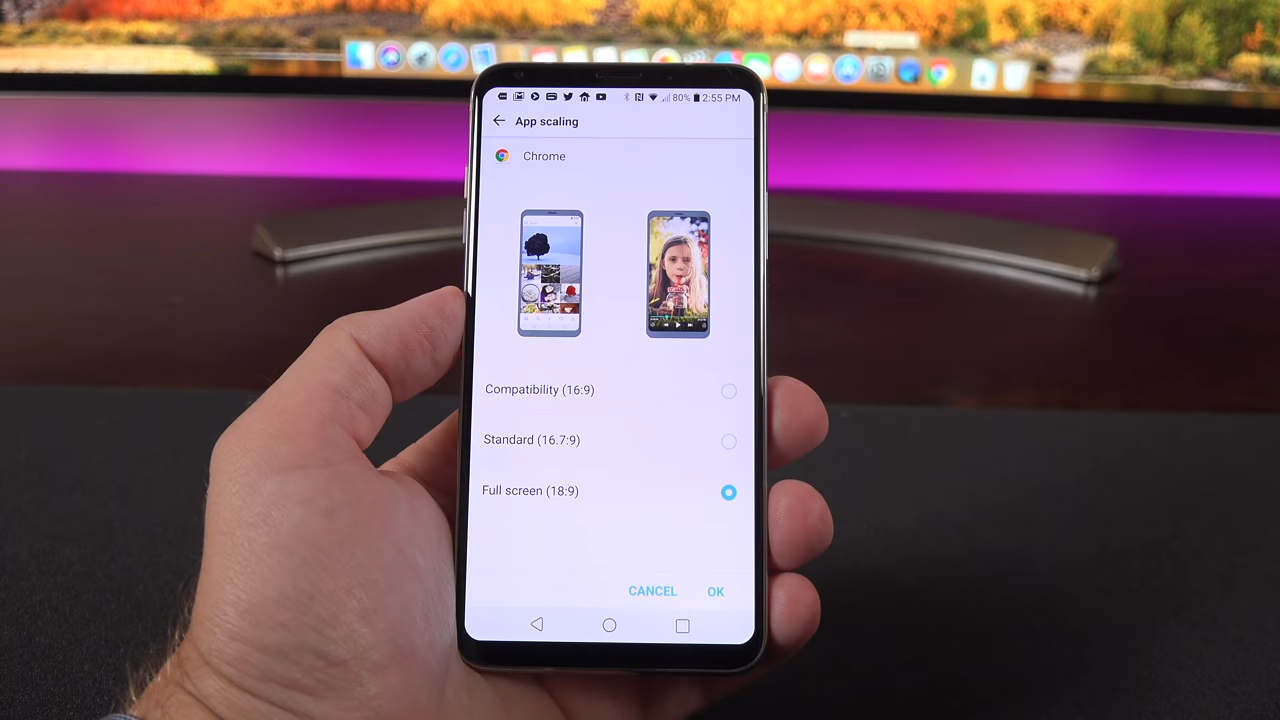 80% 2:55 PM
App scaling
Chrome
Compatibility (16:9)
Standard (16.7:9)
Full screen (18:9)
CANCEL OK